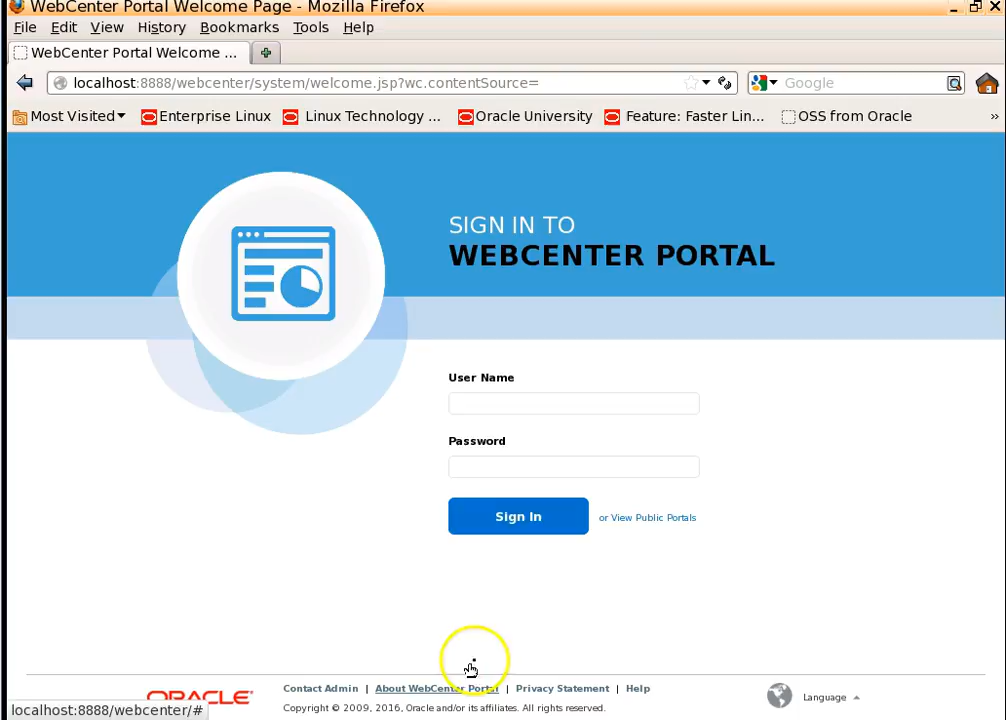 WebCenter Portal Welcome Page - Mozilla Firefox
File Edit View History Bookmarks Tools Help
WebCenter Portal Welcome ...
localhost:8888/webcenter/system/welcome.jsp?wc.contentSource= Google
Most Visited Enterprise Linux Linux Technology ... Oracle University Feature: Faster Lin... OSS from Oracle »
SIGN IN TO
WEBCENTER PORTAL
User Name
Password
Sign In or View Public Portals
ORACLE Contact Admin | About WebCenter Portal | Privacy Statement | Help Language
Copyright © 2009, 2016, Oracle and/or its affiliates. All rights reserved.
localhost:8888/webcenter/#